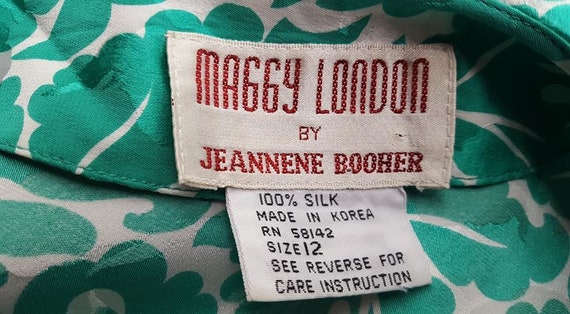 MAGGY LONDON
BY
JEANNENE BOOHER
100% SILK
MADE IN KOREA
RN 58142
SIZE 12
SEE REVERSE FOR
CARE INSTRUCTION